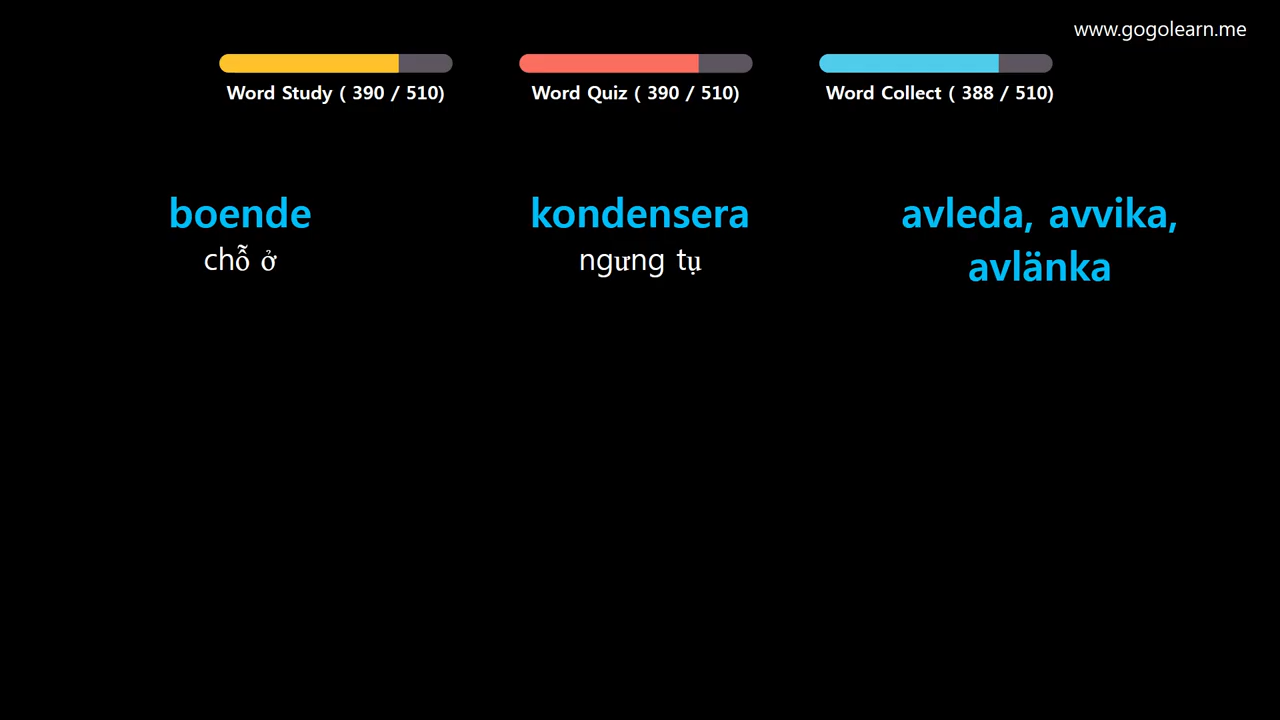 www.gogolearn.me
Word Study ( 390 / 510)
Word Quiz ( 390 / 510)
Word Collect ( 388 / 510)
boende
chỗ ở
kondensera
ngưng tụ
avleda, avvika,
avlänka